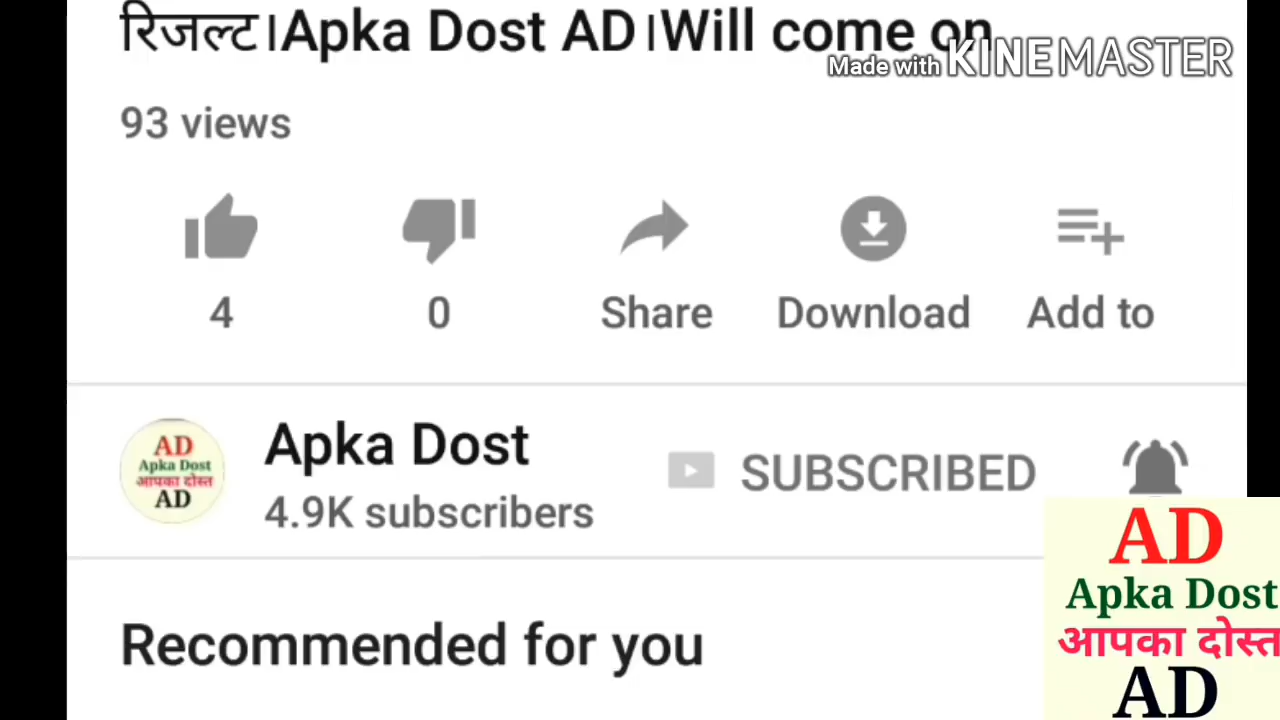 रिजल्ट।Apka Dost AD।Will come on
Made with KINEMASTER
93 views
4
0
Share
Download
Add to
AD
Apka Dost
आपका दोस्त
AD
Apka Dost
4.9K subscribers
SUBSCRIBED
Recommended for you
AD
Apka Dost
आपका दोस्त
AD